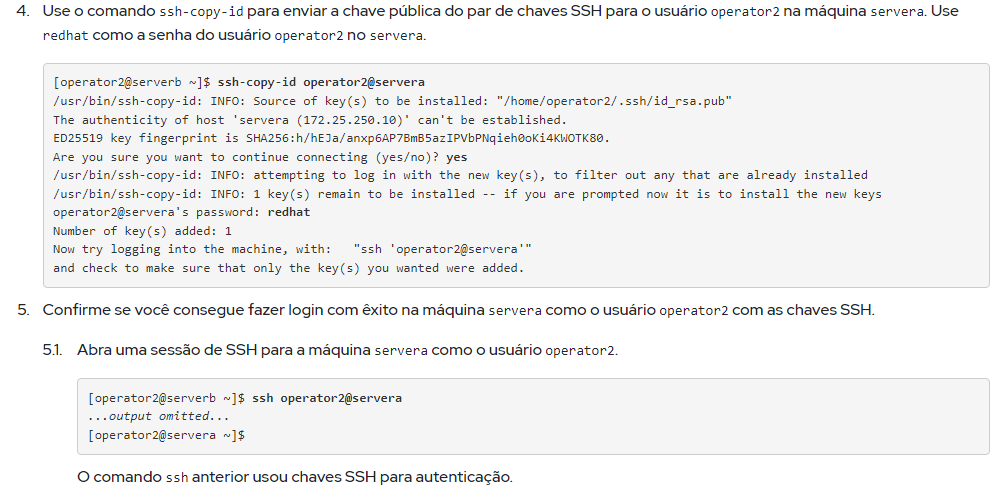 4. Use o comando ssh-copy-id para enviar a chave pública do par de chaves SSH para o usuário operator2 na máquina servera. Use
redhat como a senha do usuário operator2 no servera.
[operator2@serverb ~]$ ssh-copy-id operator2@servera
/usr/bin/ssh-copy-id: INFO: Source of key(s) to be installed: "/home/operator2/.ssh/id_rsa.pub"
The authenticity of host 'servera (172.25.250.10)' can't be established.
ED25519 key fingerprint is SHA256:h/hEJa/anxp6AP7BmB5azIPVbPNqieh0oKi4KWOTK80.
Are you sure you want to continue connecting (yes/no)? yes
/usr/bin/ssh-copy-id: INFO: attempting to log in with the new key(s), to filter out any that are already installed
/usr/bin/ssh-copy-id: INFO: 1 key(s) remain to be installed -- if you are prompted now it is to install the new keys
operator2@servera's password: redhat
Number of key(s) added: 1
Now try logging into the machine, with:   "ssh 'operator2@servera'"
and check to make sure that only the key(s) you wanted were added.
5. Confirme se você consegue fazer login com êxito na máquina servera como o usuário operator2 com as chaves SSH.
5.1. Abra uma sessão de SSH para a máquina servera como o usuário operator2.
[operator2@serverb ~]$ ssh operator2@servera
...output omitted...
[operator2@servera ~]$
O comando ssh anterior usou chaves SSH para autenticação.